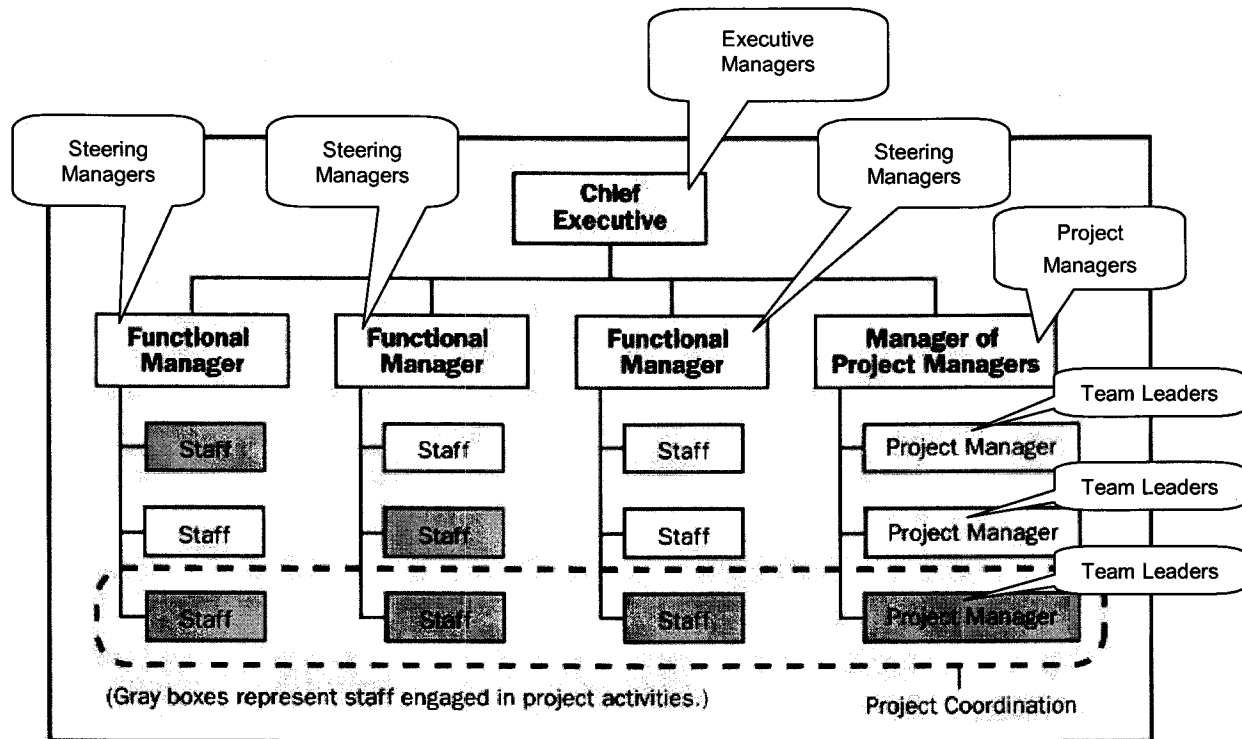 Executive
Managers
Steering
Managers
Steering
Managers
Steering
Managers
Chief
Executive
Project
Managers
Functional
Manager
Functional
Manager
Functional
Manager
Manager of
Project Managers
Team Leaders
Staff
Staff
Staff
Project Manager
Team Leaders
Staff
Staff
Staff
Project Manager
Team Leaders
Staff
Staff
Staff
Project Manager
(Gray boxes represent staff engaged in project activities.)
Project Coordination